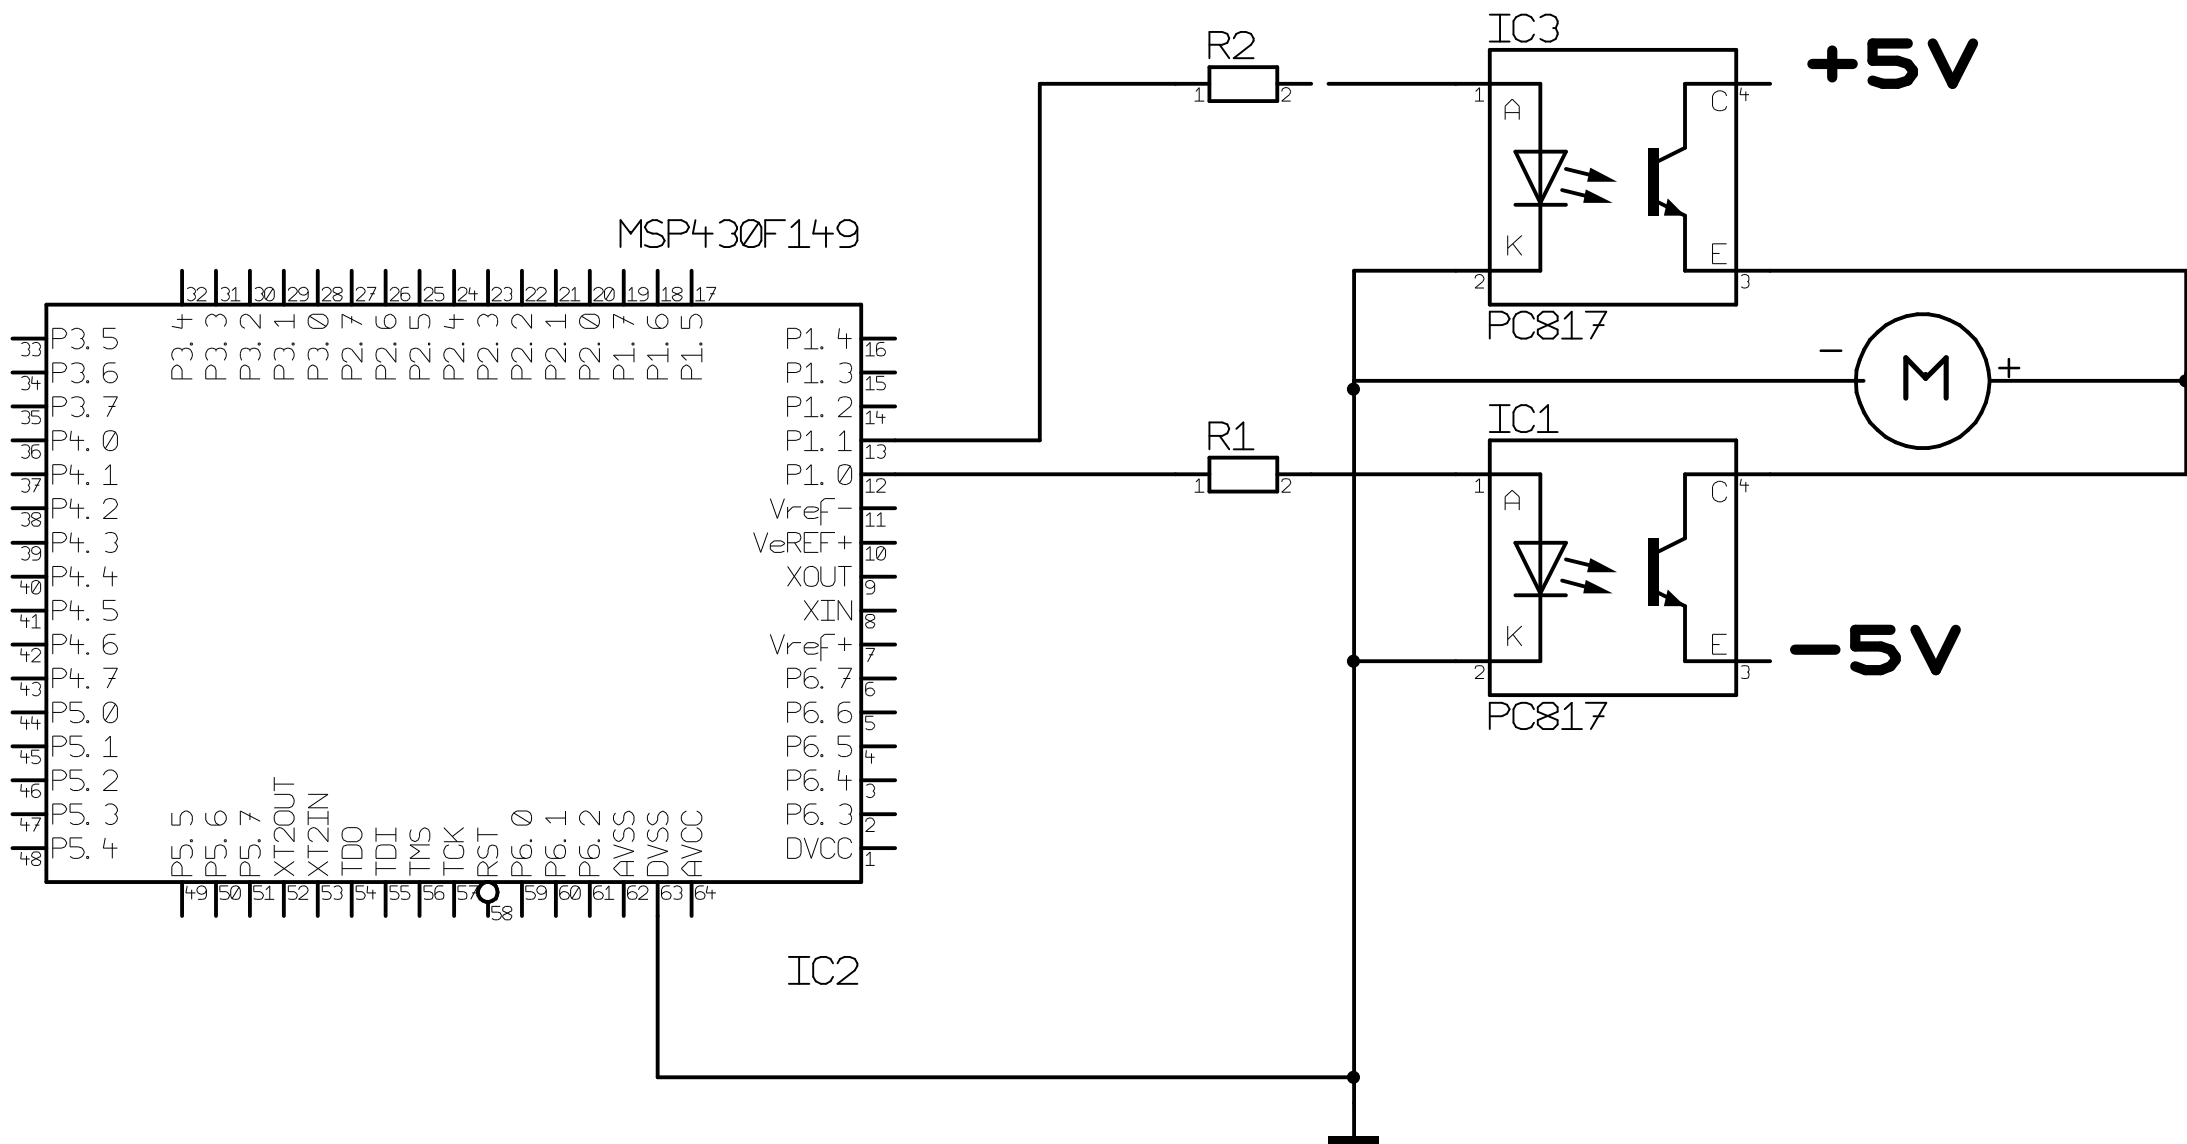 IC3
R2
+5V
1
2
1
A
C
4
MSP430F149
K
E
2
3
PC817
32 31 30 29 28 27 26 25 24 23 22 21 20 19 18 17
P3.4 P3.3 P3.2 P3.1 P3.0 P2.7 P2.6 P2.5 P2.4 P2.3 P2.2 P2.1 P2.0 P1.7 P1.6 P1.5
33 P3.5
34 P3.6
35 P3.7
36 P4.0
37 P4.1
38 P4.2
39 P4.3
40 P4.4
41 P4.5
42 P4.6
43 P4.7
44 P5.0
45 P5.1
46 P5.2
47 P5.3
48 P5.4
P1.4 16
P1.3 15
P1.2 14
P1.1 13
P1.0 12
Vref- 11
VeREF+ 10
XOUT 9
XIN 8
Vref+ 7
P6.7 6
P6.6 5
P6.5 4
P6.4 3
P6.3 2
DVCC 1
- M +
IC1
R1
1
2
1
A
C
4
K
E
2
3
-5V
PC817
P5.5 P5.6 P5.7 XT2OUT XT2IN TDO TDI TMS TCK RST P6.0 P6.1 P6.2 AVSS DVSS AVCC
49 50 51 52 53 54 55 56 57 58 59 60 61 62 63 64
IC2